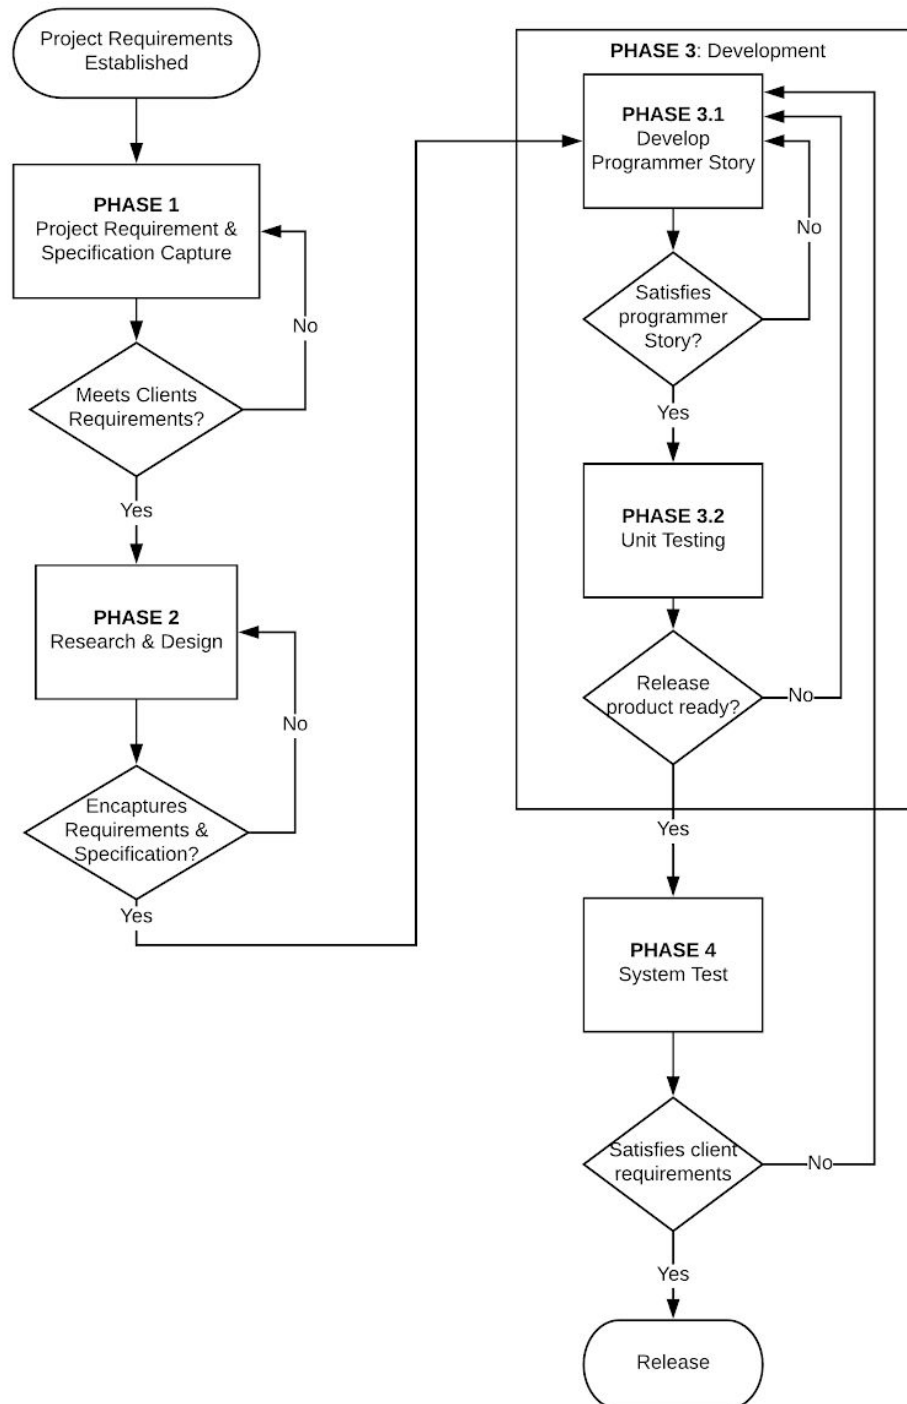 Project Requirements
Established
PHASE 1
Project Requirement &
Specification Capture
No
Meets Clients
Requirements?
Yes
PHASE 2
Research & Design
No
Encaptures
Requirements &
Specification?
Yes
PHASE 3: Development
PHASE 3.1
Develop
Programmer Story
No
Satisfies
programmer
Story?
Yes
PHASE 3.2
Unit Testing
Release
product ready?
No
Yes
PHASE 4
System Test
Satisfies client
requirements
No
Yes
Release